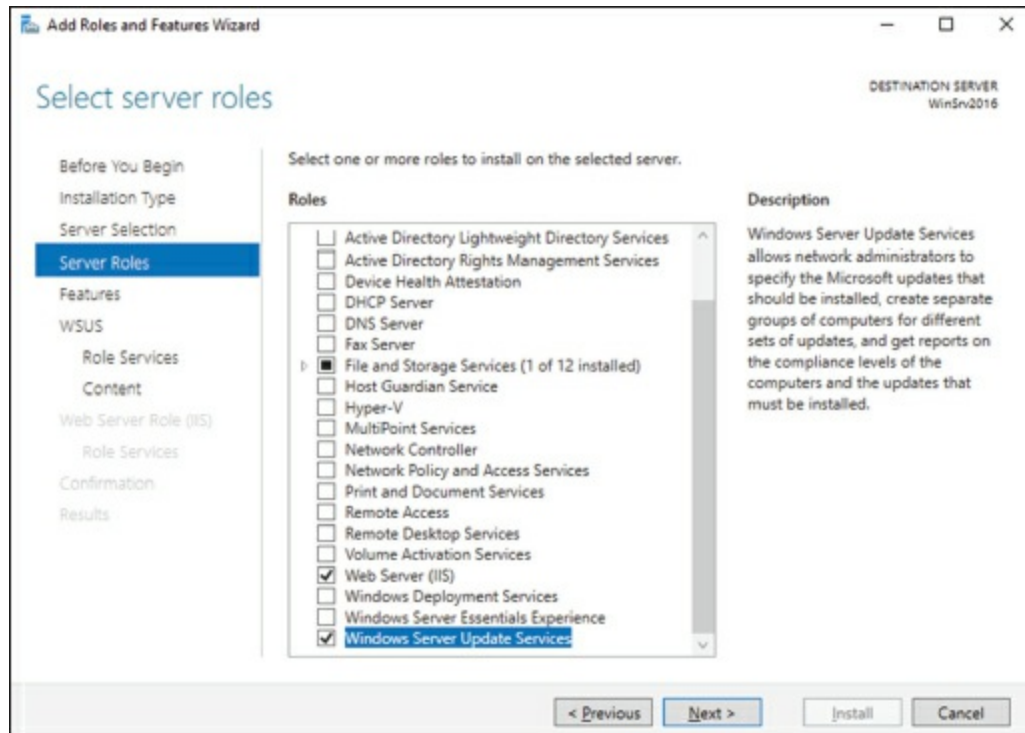 Add Roles and Features Wizard
Select server roles
DESTINATION SERVER
WinSrv2016
Before You Begin
Installation Type
Server Selection
Server Roles
Features
WSUS
Role Services
Content
Web Server Role (IIS)
Role Services
Confirmation
Results
Select one or more roles to install on the selected server.
Roles
Active Directory Lightweight Directory Services
Active Directory Rights Management Services
Device Health Attestation
DHCP Server
DNS Server
Fax Server
File and Storage Services (1 of 12 installed)
Host Guardian Service
Hyper-V
MultiPoint Services
Network Controller
Network Policy and Access Services
Print and Document Services
Remote Access
Remote Desktop Services
Volume Activation Services
Web Server (IIS)
Windows Deployment Services
Windows Server Essentials Experience
Windows Server Update Services
Description
Windows Server Update Services
allows network administrators to
specify the Microsoft updates that
should be installed, create separate
groups of computers for different
sets of updates, and get reports on
the compliance levels of the
computers and the updates that
must be installed.
< Previous
Next >
Install
Cancel